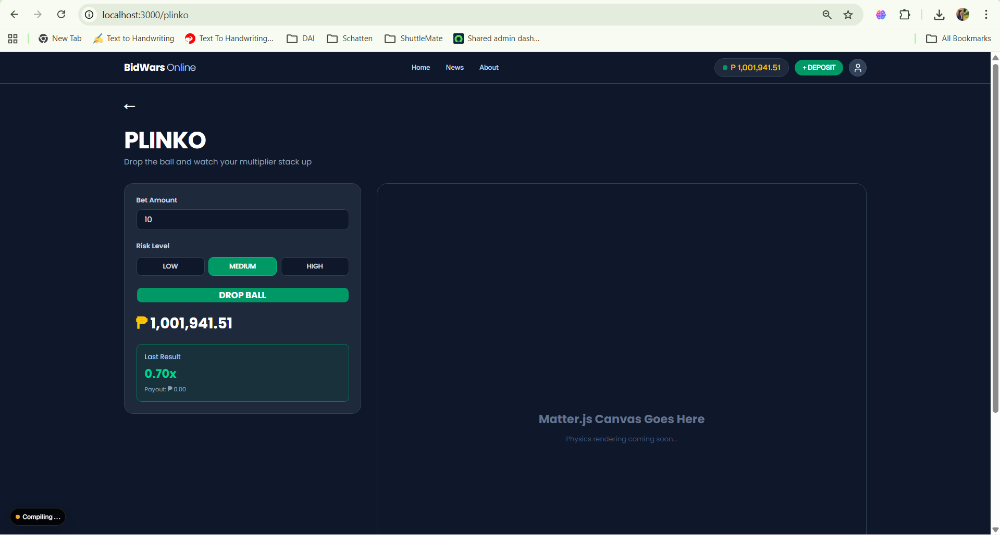 localhost:3000/plinko
New Tab
Text to Handwriting
Text To Handwriting...
DAI
Schatten
ShuttleMate
Shared admin dash...
All Bookmarks
BidWars Online
Home
News
About
P 1,001,941.51
+ DEPOSIT
PLINKO
Drop the ball and watch your multiplier stack up
Bet Amount
10
Risk Level
LOW
MEDIUM
HIGH
DROP BALL
₱ 1,001,941.51
Last Result
0.70x
Payout: ₱ 0.00
Matter.js Canvas Goes Here
Physics rendering coming soon...
Compiling ...